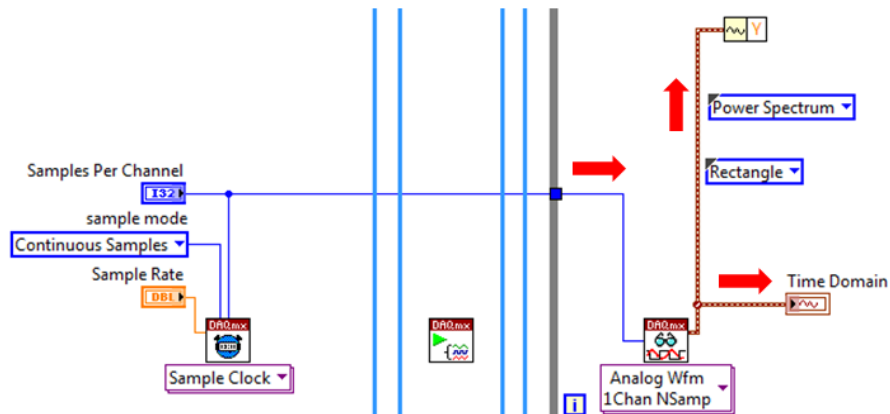 Y
Power Spectrum
Samples Per Channel
I32
Rectangle
sample mode
Continuous Samples
Sample Rate
DBL
Time Domain
DAQmx
DAQmx
DAQmx
Sample Clock
Analog Wfm
1Chan NSamp
i